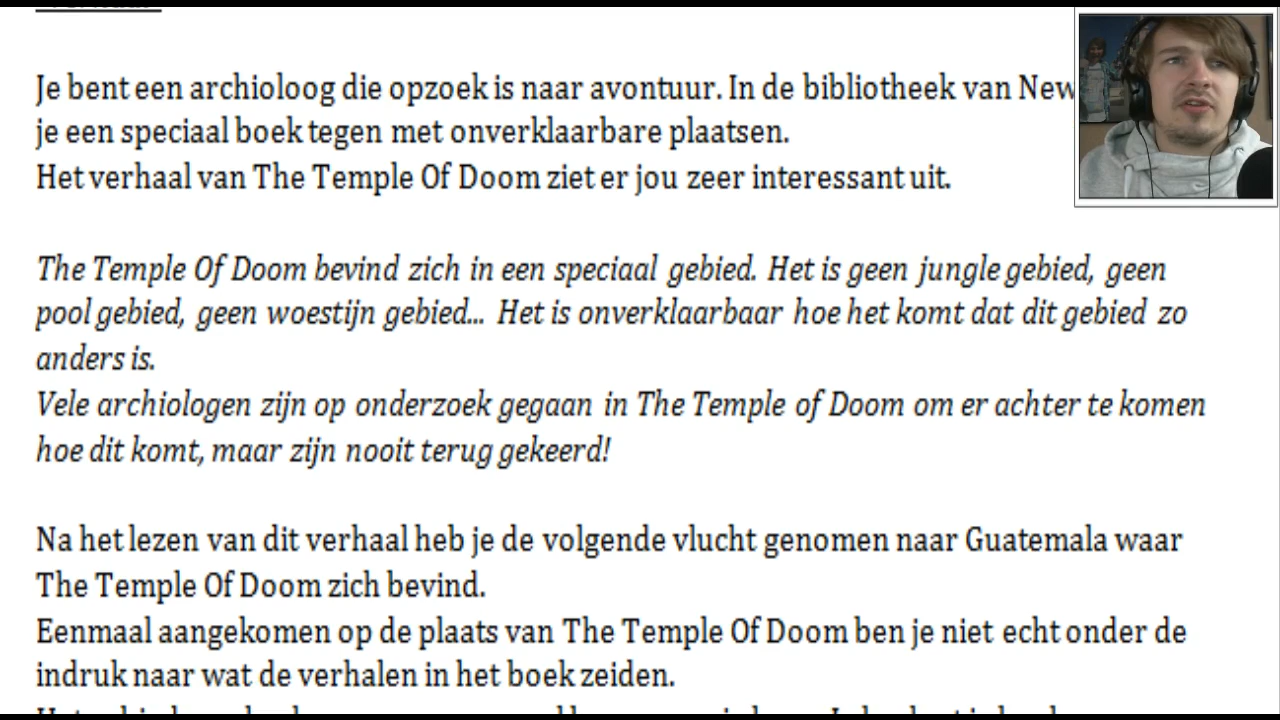 Je bent een archioloog die opzoek is naar avontuur. In de bibliotheek van New
je een speciaal boek tegen met onverklaarbare plaatsen.
Het verhaal van The Temple Of Doom ziet er jou zeer interessant uit.
The Temple Of Doom bevind zich in een speciaal gebied. Het is geen jungle gebied, geen
pool gebied, geen woestijn gebied... Het is onverklaarbaar hoe het komt dat dit gebied zo
anders is.
Vele archiologen zijn op onderzoek gegaan in The Temple of Doom om er achter te komen
hoe dit komt, maar zijn nooit terug gekeerd!
Na het lezen van dit verhaal heb je de volgende vlucht genomen naar Guatemala waar
The Temple Of Doom zich bevind.
Eenmaal aangekomen op de plaats van The Temple Of Doom ben je niet echt onder de
indruk naar wat de verhalen in het boek zeiden.